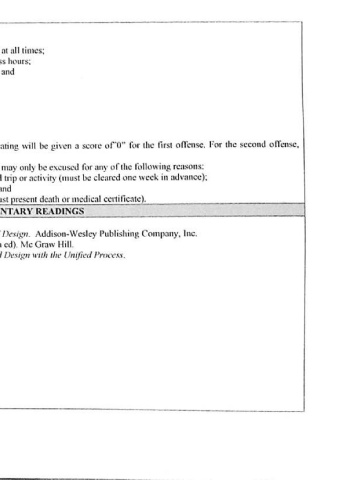 at all times;
ss hours;
and
ating will be given a score of"0" for the first offense. For the second offense,
may only be excused for any of the following reasons:
l trip or activity (must be cleared one week in advance);
and
ust present death or medical certificate).
NTARY READINGS
Design. Addison-Wesley Publishing Company, Inc.
ed). Mc Graw Hill.
Design with the Unified Process.